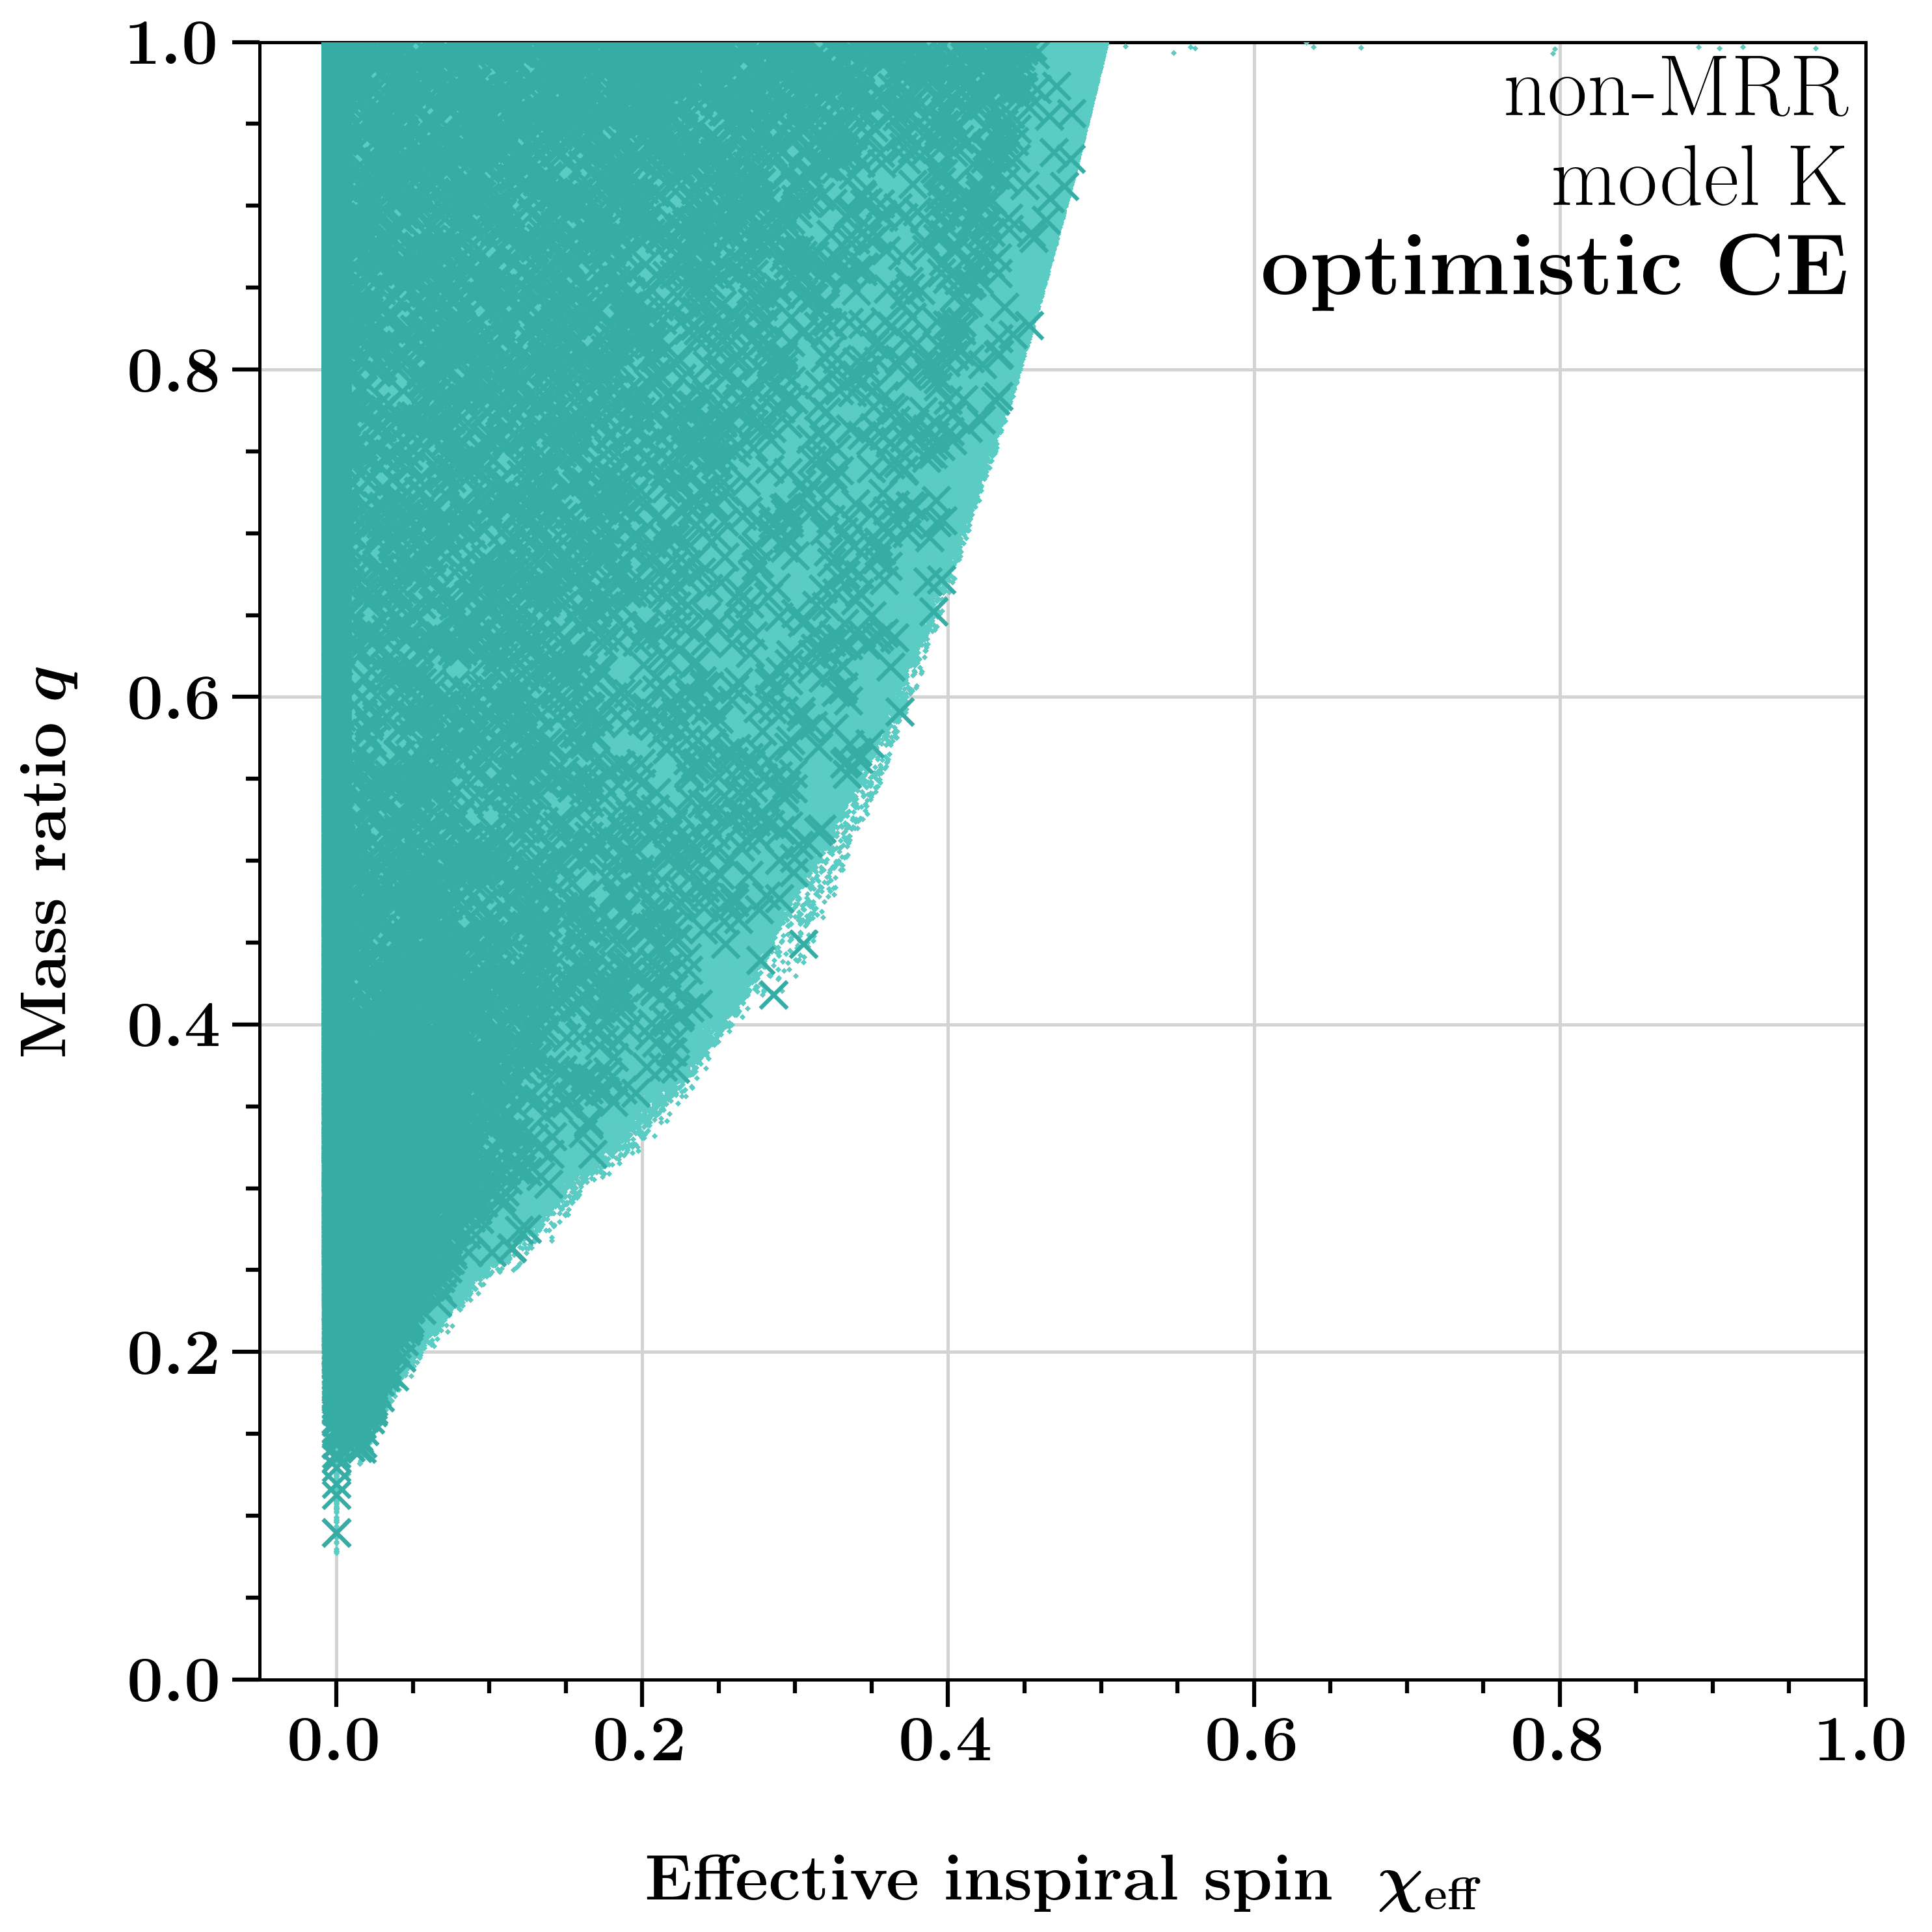 non-MRR
model K
optimistic CE
Mass ratio q
1.0
0.8
0.6
0.4
0.2
0.0
0.0 0.2 0.4 0.6 0.8 1.0
Effective inspiral spin χeff